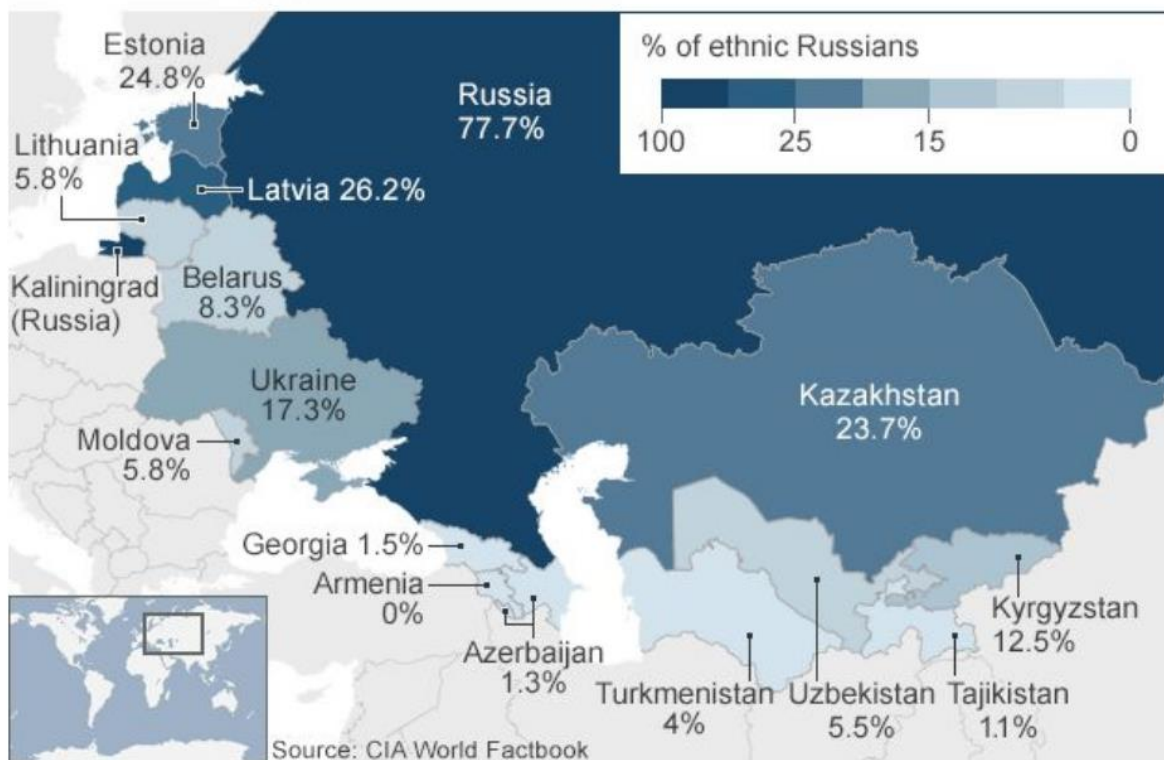 Estonia
24.8%
% of ethnic Russians
100
25
15
0
Russia
77.7%
Lithuania
5.8%
Latvia 26.2%
Kaliningrad
(Russia)
Belarus
8.3%
Ukraine
17.3%
Kazakhstan
23.7%
Moldova
5.8%
Georgia 1.5%
Armenia
0%
Azerbaijan
1.3%
Kyrgyzstan
12.5%
Turkmenistan
4%
Uzbekistan
5.5%
Tajikistan
1.1%
Source: CIA World Factbook